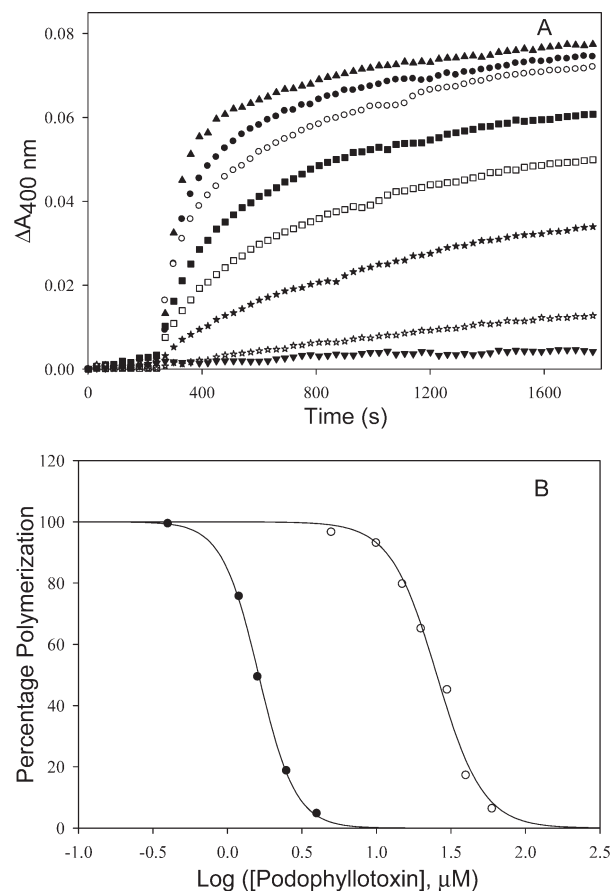 A
0.08
0.06
0.04
0.02
0.00
ΔA400 nm
0 400 800 1200 1600
Time (s)
B
120
100
80
60
40
20
0
Percentage Polymerization
-1.0 -0.5 0.0 0.5 1.0 1.5 2.0 2.5
Log ([Podophyllotoxin], μM)